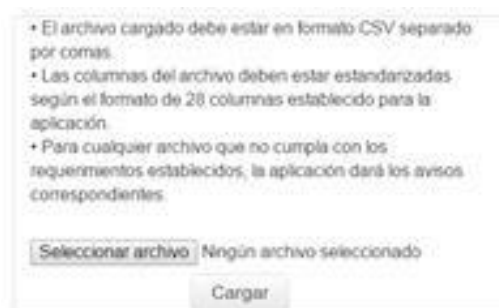 • El archivo cargado debe estar en formato CSV separado
por comas.
• Las columnas del archivo deben estar estandarizadas
según el formato de 28 columnas establecido para la
aplicación.
• Para cualquier archivo que no cumpla con los
requerimientos establecidos, la aplicación dará los avisos
correspondientes.
Seleccionar archivo Ningún archivo seleccionado
Cargar